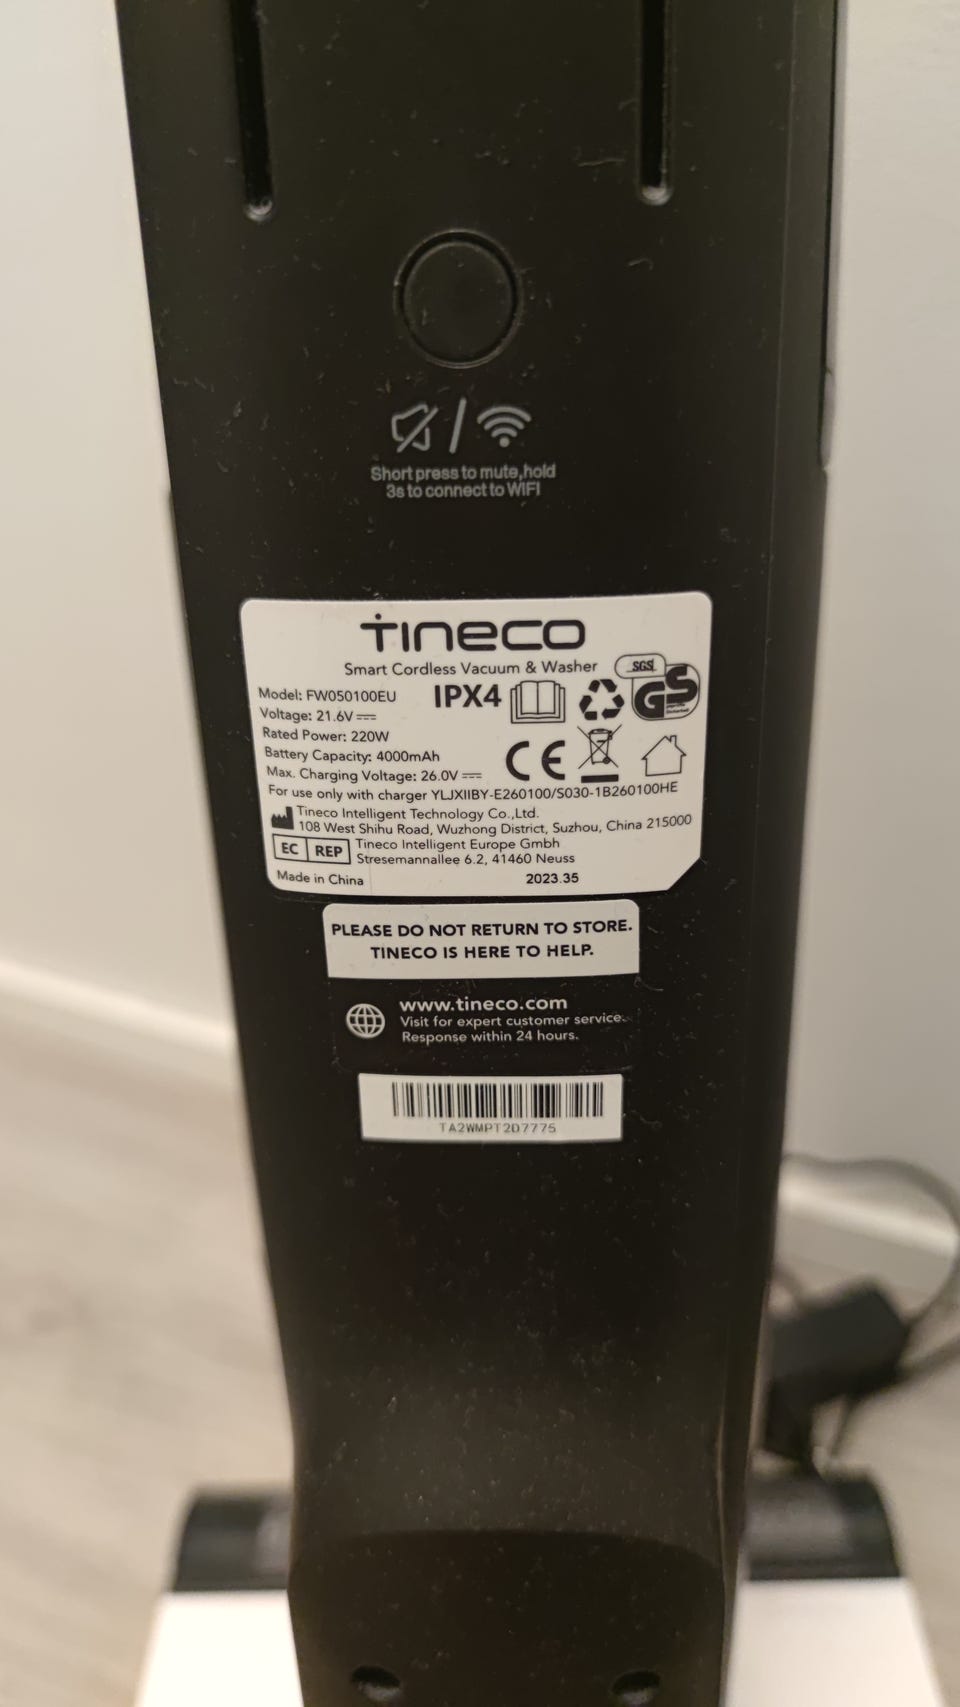 Short press to mute,hold
3s to connect to WIFI
TINECO
Smart Cordless Vacuum & Washer
SGS
Model: FW050100EU
IPX4
GS
Voltage: 21.6V
Rated Power: 220W
Battery Capacity: 4000mAh
CE
Max. Charging Voltage: 26.0V
For use only with charger YLJXIIBY-E260100/S030-1B260100HE
Tineco Intelligent Technology Co.,Ltd.
108 West Shihu Road, Wuzhong District, Suzhou, China 215000
EC REP
Tineco Intelligent Europe Gmbh
Stresemannallee 6.2, 41460 Neuss
Made in China
2023.35
PLEASE DO NOT RETURN TO STORE.
TINECO IS HERE TO HELP.
www.tineco.com
Visit for expert customer service.
Response within 24 hours.
TA2WMPT2D7775